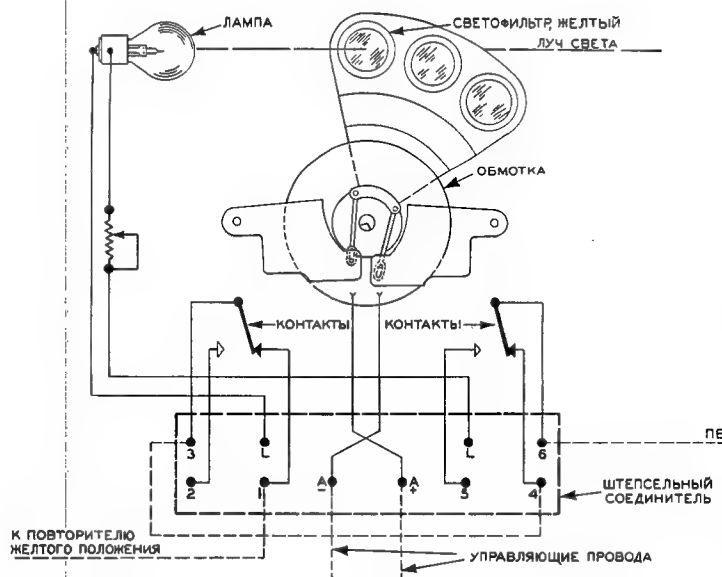 ЛАМПА
СВЕТОФИЛЬТР, ЖЕЛТЫЙ
ЛУЧ СВЕТА
ОБМОТКА
КОНТАКТЫ КОНТАКТЫ
3 L L 6
ПЕ
2 1 A A 5 4
- +
ШТЕПСЕЛЬНЫЙ
СОЕДИНИТЕЛЬ
К ПОВТОРИТЕЛЮ
ЖЕЛТОГО ПОЛОЖЕНИЯ
УПРАВЛЯЮЩИЕ ПРОВОДА